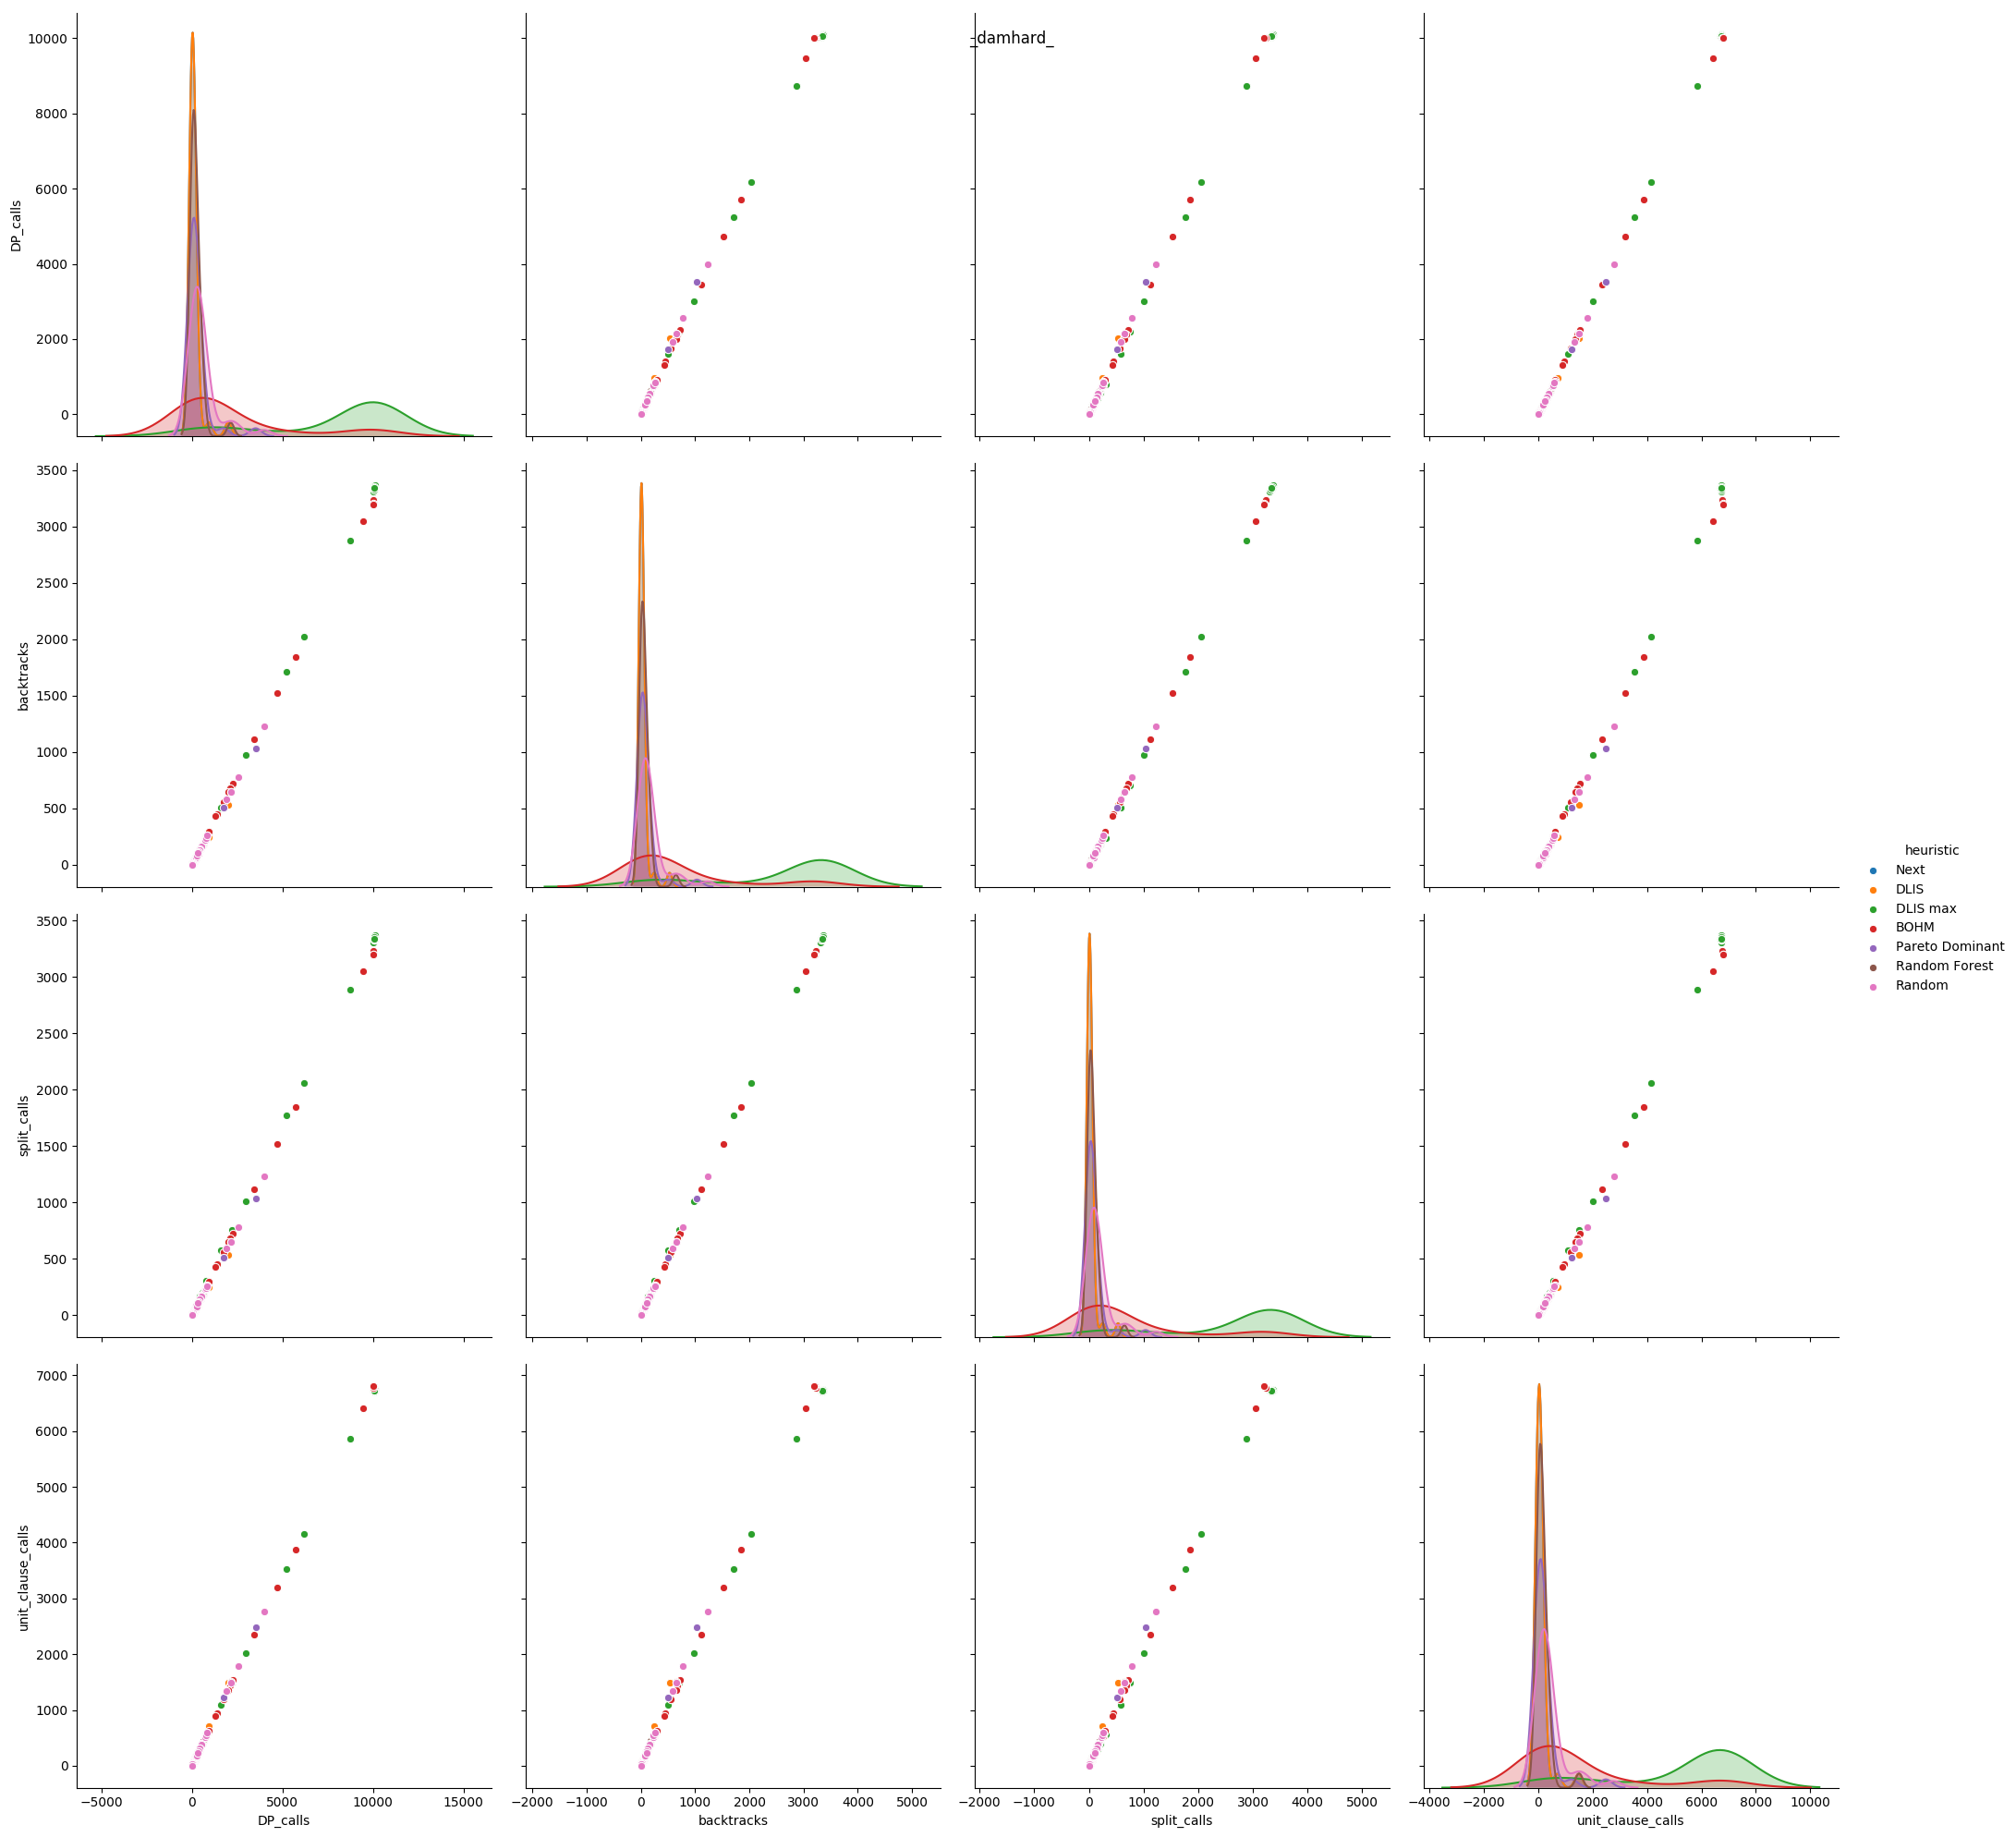 _damhard_
10000
8000
6000
4000
2000
0
DP_calls
3500
3000
2500
2000
1500
1000
500
0
backtracks
3500
3000
2500
2000
1500
1000
500
0
split_calls
7000
6000
5000
4000
3000
2000
1000
0
unit_clause_calls
−5000 0 5000 10000 15000
DP_calls
−2000 −1000 0 1000 2000 3000 4000 5000
backtracks
−2000 −1000 0 1000 2000 3000 4000 5000
split_calls
−4000 −2000 0 2000 4000 6000 8000 10000
unit_clause_calls
heuristic
Next
DLIS
DLIS max
BOHM
Pareto Dominant
Random Forest
Random